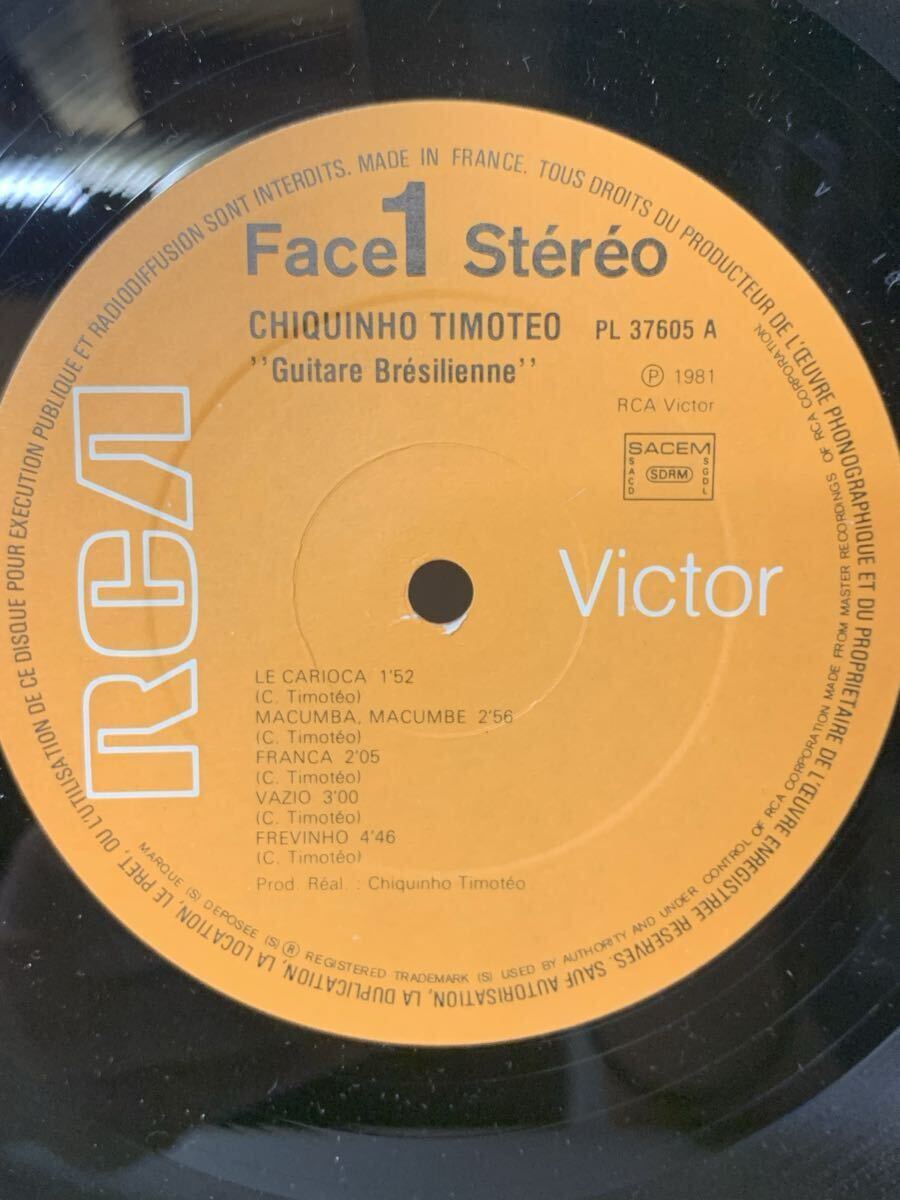 Face 1 Stéréo
CHIQUINHO TIMOTEO PL 37605 A
''Guitare Brésilienne''
Ⓟ 1981
RCA Victor
SACEM
SACD
SDRM
SGDL
RCA
Victor
LE CARIOCA 1'52
(C. Timotéo)
MACUMBA, MACUMBE 2'56
(C. Timotéo)
FRANCA 2'05
(C. Timotéo)
VAZIO 3'00
(C. Timotéo)
FREVINHO 4'46
(C. Timotéo)
Prod. Réal. : Chiquinho Timotéo
MADE IN FRANCE. TOUS DROITS DU PRODUCTEUR DE L'ŒUVRE PHONOGRAPHIQUE ET DU PROPRIETAIRE DE L'ŒUVRE ENREGISTREE RESERVES. SAUF AUTORISATION, LA DUPLICATION, LA LOCATION, LE PRET, OU L'UTILISATION DE CE DISQUE POUR EXECUTION PUBLIQUE ET RADIODIFFUSION SONT INTERDITS.
MARQUE (S) DEPOSEE (S) ® REGISTERED TRADEMARK (S) USED BY AUTHORITY AND UNDER CONTROL OF RCA CORPORATION MADE FROM MASTER RECORDINGS OF RCA CORPORATION